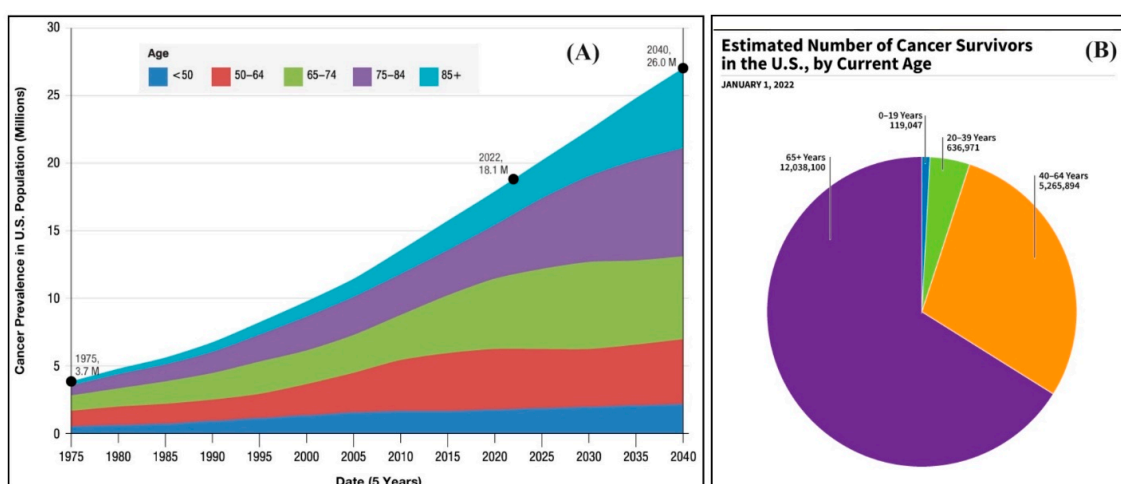 30
25
20
15
10
5
0
Cancer Prevalence in U.S. Population (Millions)
Age
<50
50–64
65–74
75–84
85+
(A)
2040,
26.0 M
2022,
18.1 M
1975,
3.7 M
1975
1980
1985
1990
1995
2000
2005
2010
2015
2020
2025
2030
2035
2040
Date (5 Years)
Estimated Number of Cancer Survivors
in the U.S., by Current Age
(B)
JANUARY 1, 2022
0–19 Years
119,047
20–39 Years
636,971
65+ Years
12,038,100
40–64 Years
5,265,894